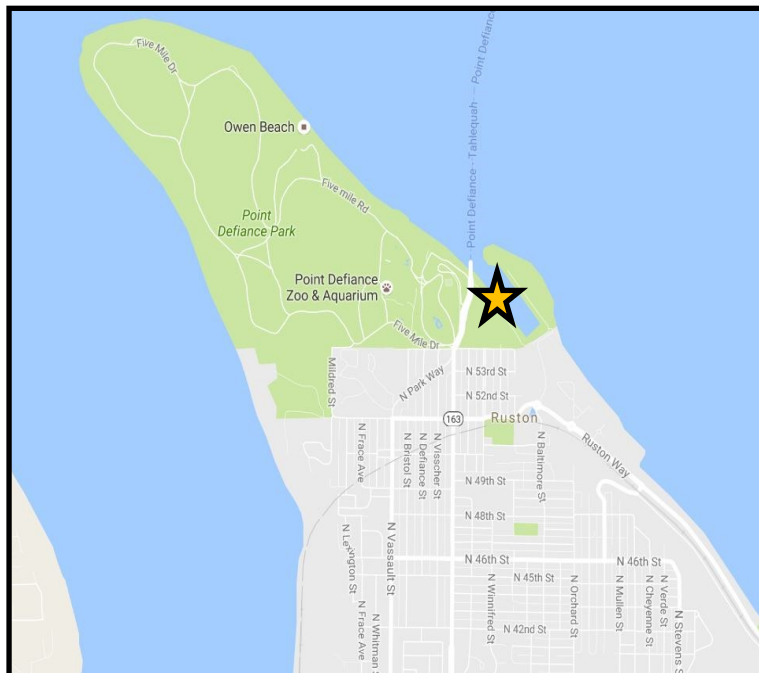 Five Mile Dr
Owen Beach
Point Defiance - Tahlequah
Point Defiance
Five mile Rd
Point
Defiance Park
Point Defiance
Zoo & Aquarium
Five Mile Dr
N Park Way
Mildred St
N 53rd St
N 52nd St
163
Ruston
Ruston Way
N Frace Ave
N Bristol St
N Defiance St
N Visscher St
N Baltimore St
N 49th St
N 48th St
N Vassault St
N 46th St
N 46th St
N 45th St
N 42nd St
N Frace Ave
N Whitman S
N Winnifred St
N Orchard St
N Mullen St
N Cheyenne St
N Verde St
N Stevens S